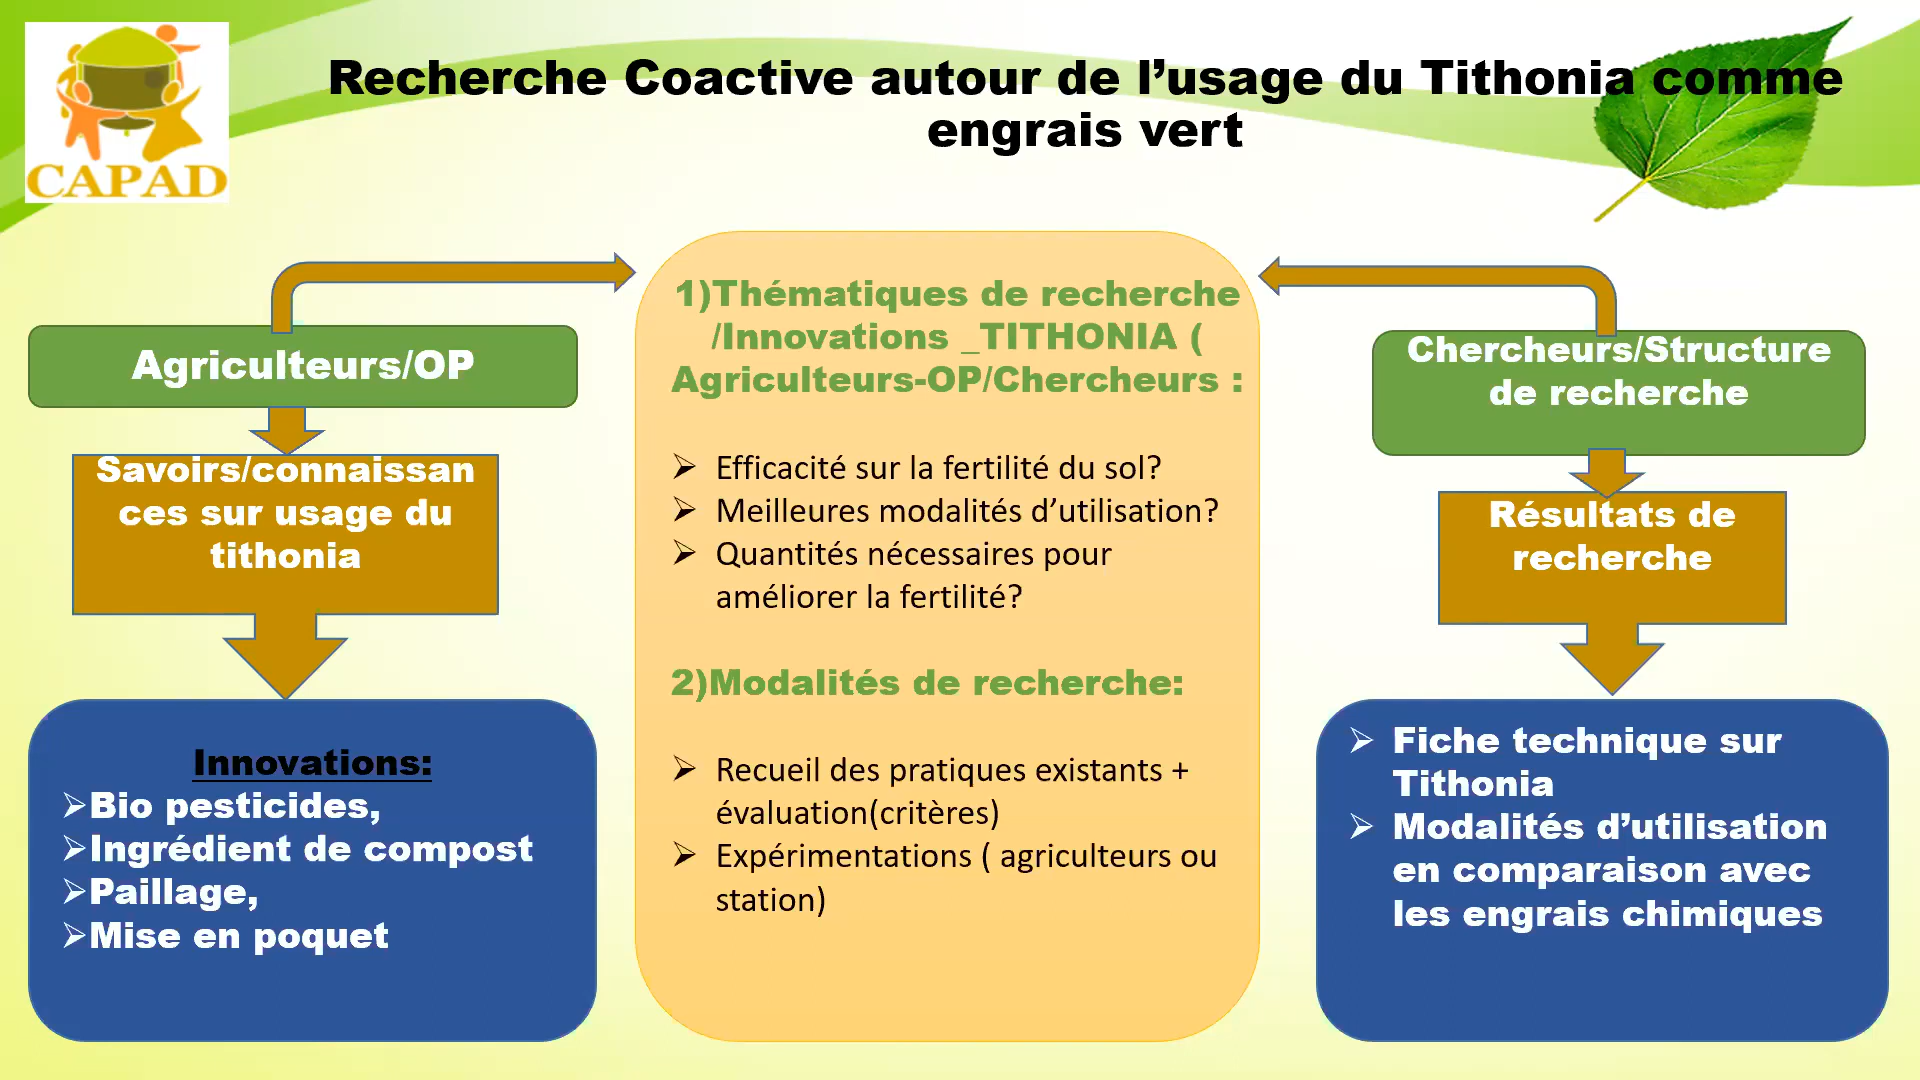 CAPAD
Recherche Coactive autour de l’usage du Tithonia comme
engrais vert
Agriculteurs/OP
Savoirs/connaissan
ces sur usage du
tithonia
Innovations:
Bio pesticides,
Ingrédient de compost
Paillage,
Mise en poquet
1)Thématiques de recherche
/Innovations _TITHONIA (
Agriculteurs-OP/Chercheurs :
Efficacité sur la fertilité du sol?
Meilleures modalités d’utilisation?
Quantités nécessaires pour
améliorer la fertilité?
2)Modalités de recherche:
Recueil des pratiques existants +
évaluation(critères)
Expérimentations ( agriculteurs ou
station)
Chercheurs/Structure
de recherche
Résultats de
recherche
Fiche technique sur
Tithonia
Modalités d’utilisation
en comparaison avec
les engrais chimiques